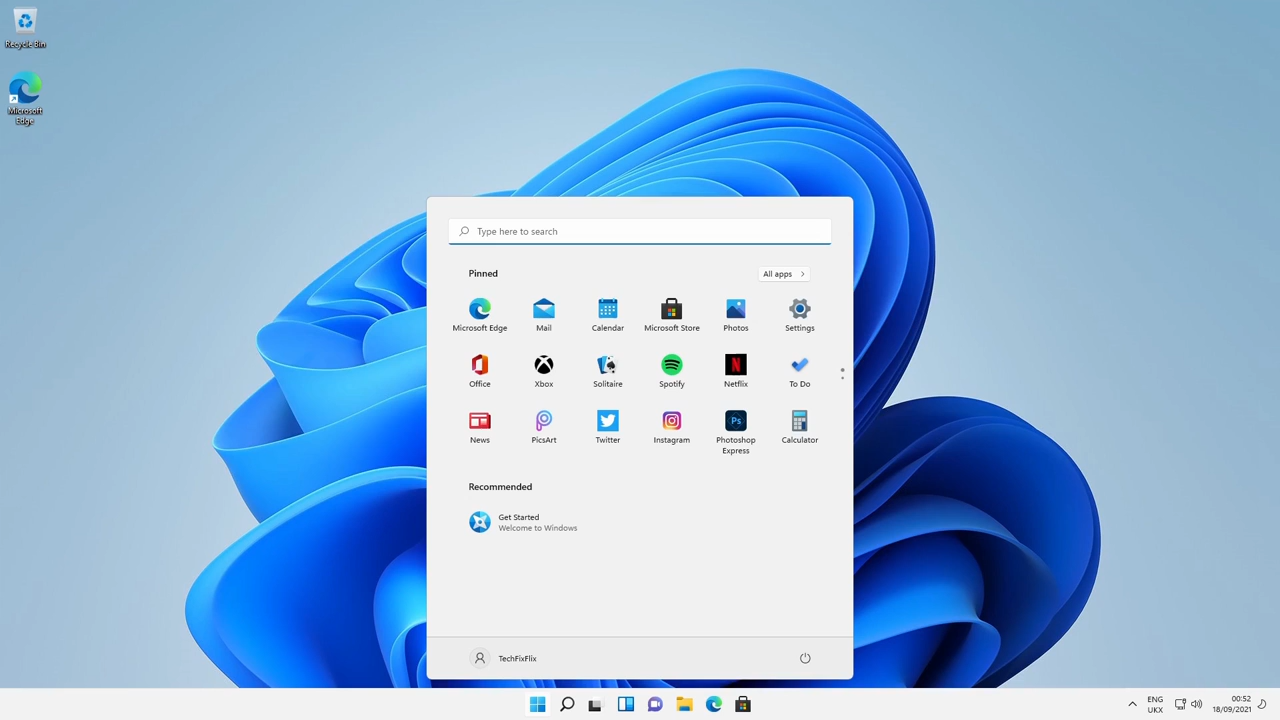 Recycle Bin
Microsoft
Edge
Type here to search
Pinned
All apps
Microsoft Edge
Mail
Calendar
Microsoft Store
Photos
Settings
Office
Xbox
Solitaire
Spotify
Netflix
To Do
News
PicsArt
Twitter
Instagram
Photoshop
Express
Calculator
Ps
Recommended
Get Started
Welcome to Windows
TechFixFlix
ENG
UKX
00:52
18/09/2021